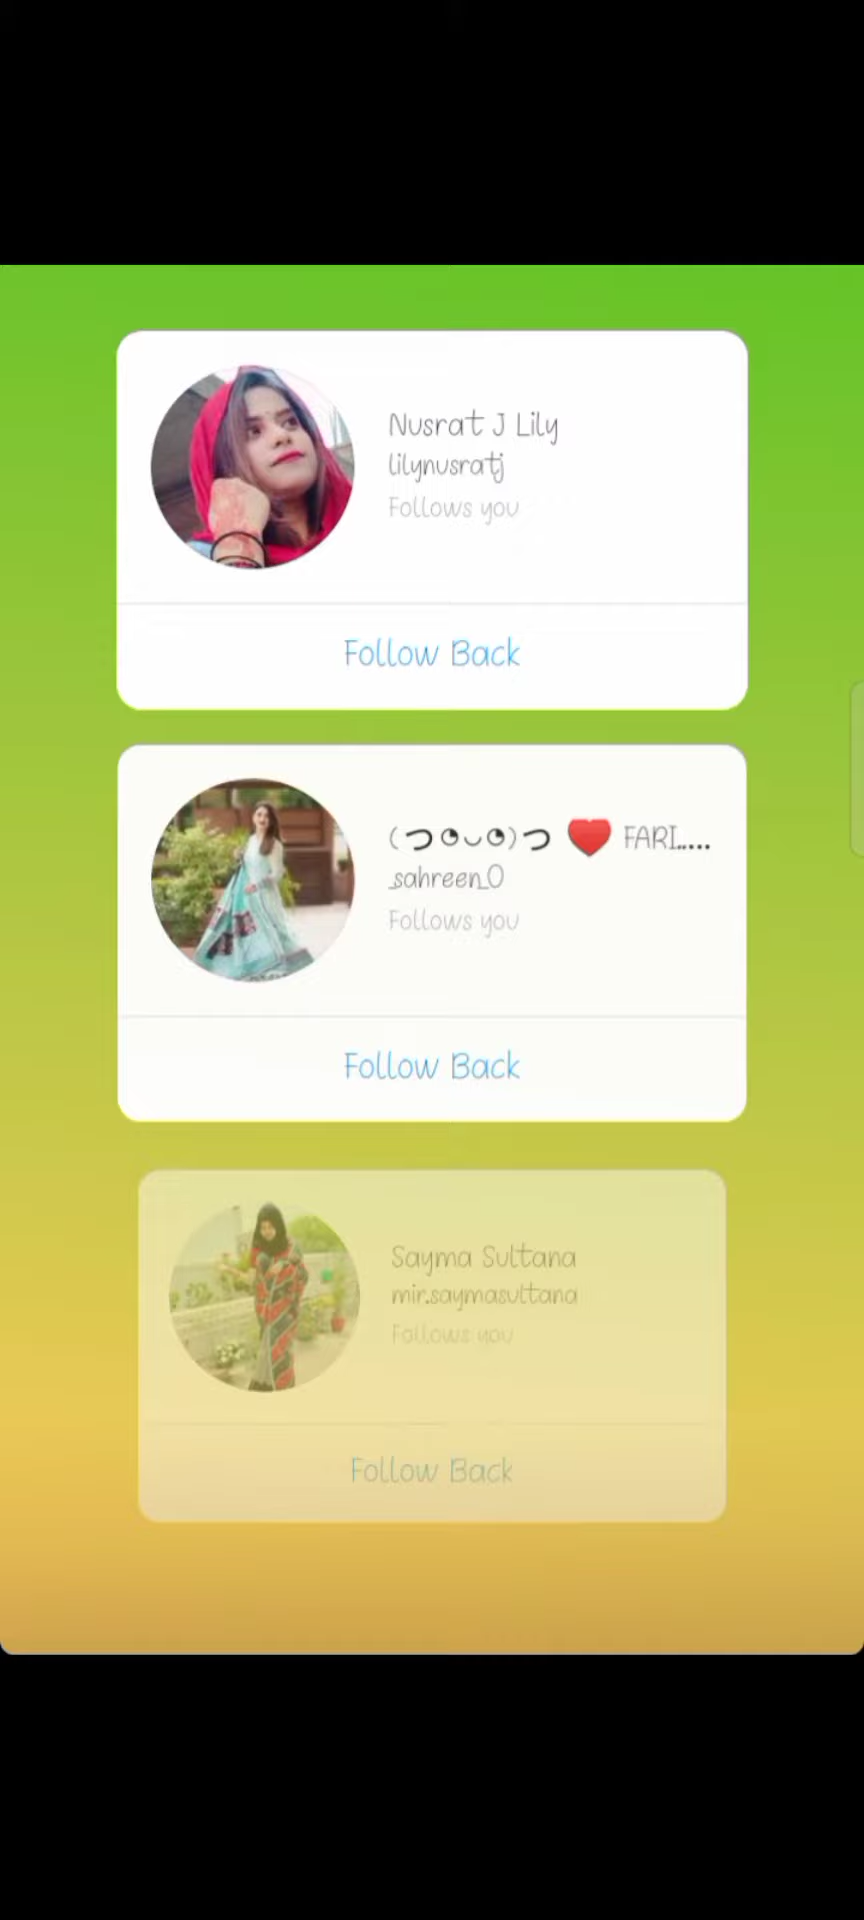 Nusrat J Lily
lilynusratj
Follows you
Follow Back
(つ◔◡◔)つ ♥️ FARI.....
_sahreen_0
Follows you
Follow Back
Sayma Sultana
mir.saymasultana
Follows you
Follow Back